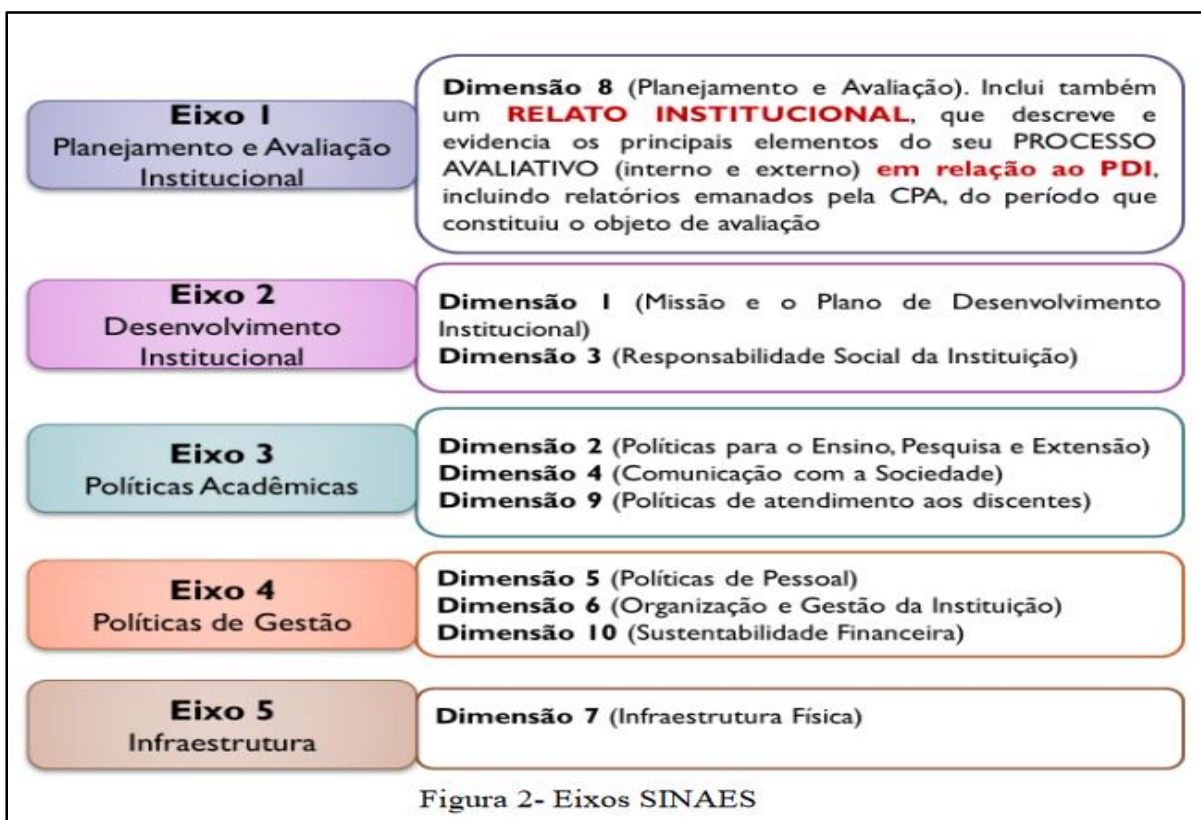 Eixo 1
Planejamento e Avaliação
Institucional
Dimensão 8 (Planejamento e Avaliação). Inclui também
um RELATO INSTITUCIONAL, que descreve e
evidencia os principais elementos do seu PROCESSO
AVALIATIVO (interno e externo) em relação ao PDI,
incluindo relatórios emanados pela CPA, do período que
constituiu o objeto de avaliação
Eixo 2
Desenvolvimento
Institucional
Dimensão 1 (Missão e o Plano de Desenvolvimento
Institucional)
Dimensão 3 (Responsabilidade Social da Instituição)
Eixo 3
Políticas Acadêmicas
Dimensão 2 (Políticas para o Ensino, Pesquisa e Extensão)
Dimensão 4 (Comunicação com a Sociedade)
Dimensão 9 (Políticas de atendimento aos discentes)
Eixo 4
Políticas de Gestão
Dimensão 5 (Políticas de Pessoal)
Dimensão 6 (Organização e Gestão da Instituição)
Dimensão 10 (Sustentabilidade Financeira)
Eixo 5
Infraestrutura
Dimensão 7 (Infraestrutura Física)
Figura 2- Eixos SINAES